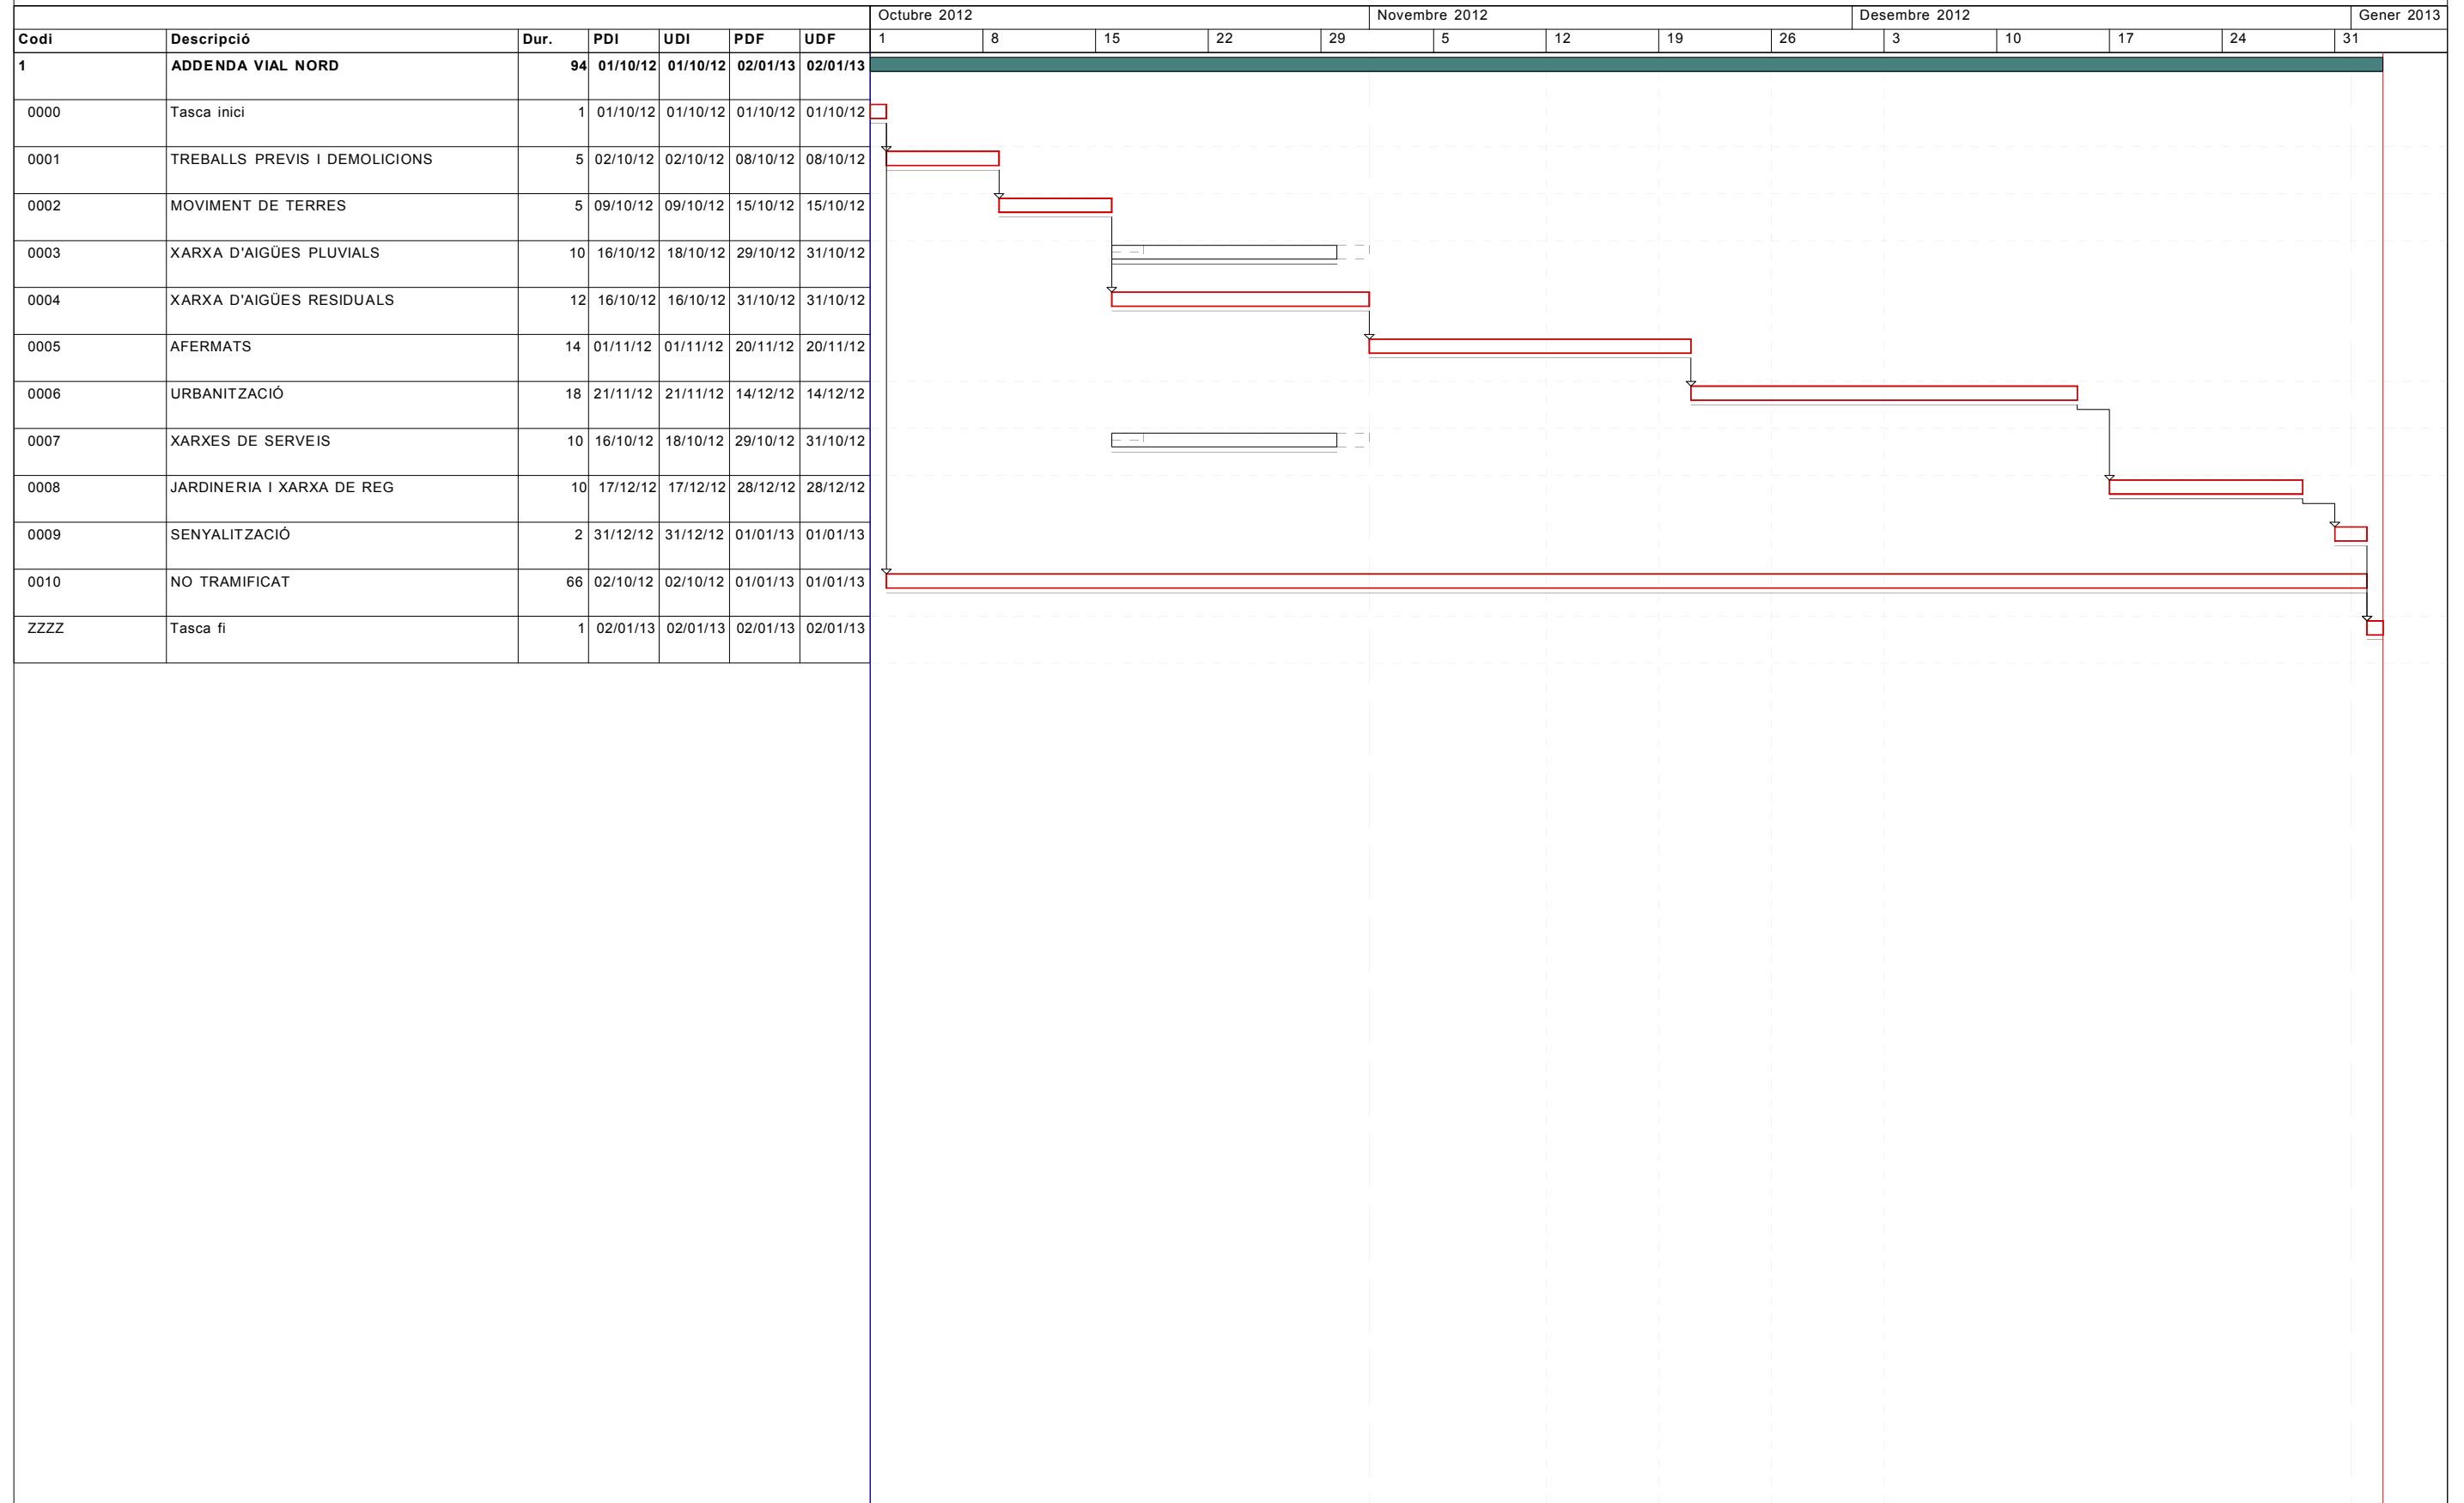 Octubre 2012 Novembre 2012 Desembre 2012 Gener 2013
Codi Descripció Dur. PDI UDI PDF UDF 1 8 15 22 29 5 12 19 26 3 10 17 24 31
1 ADDENDA VIAL NORD 94 01/10/12 01/10/12 02/01/13 02/01/13
0000 Tasca inici 1 01/10/12 01/10/12 01/10/12 01/10/12
0001 TREBALLS PREVIS I DEMOLICIONS 5 02/10/12 02/10/12 08/10/12 08/10/12
0002 MOVIMENT DE TERRES 5 09/10/12 09/10/12 15/10/12 15/10/12
0003 XARXA D'AIGÜES PLUVIALS 10 16/10/12 18/10/12 29/10/12 31/10/12
0004 XARXA D'AIGÜES RESIDUALS 12 16/10/12 16/10/12 31/10/12 31/10/12
0005 AFERMATS 14 01/11/12 01/11/12 20/11/12 20/11/12
0006 URBANITZACIÓ 18 21/11/12 21/11/12 14/12/12 14/12/12
0007 XARXES DE SERVEIS 10 16/10/12 18/10/12 29/10/12 31/10/12
0008 JARDINERIA I XARXA DE REG 10 17/12/12 17/12/12 28/12/12 28/12/12
0009 SENYALITZACIÓ 2 31/12/12 31/12/12 01/01/13 01/01/13
0010 NO TRAMIFICAT 66 02/10/12 02/10/12 01/01/13 01/01/13
ZZZZ Tasca fi 1 02/01/13 02/01/13 02/01/13 02/01/13